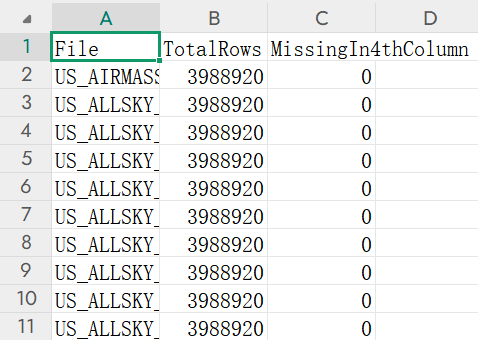 A B C D
1 File TotalRows MissingIn4thColumn
2 US_AIRMASS 3988920 0
3 US_ALLSKY_ 3988920 0
4 US_ALLSKY_ 3988920 0
5 US_ALLSKY_ 3988920 0
6 US_ALLSKY_ 3988920 0
7 US_ALLSKY_ 3988920 0
8 US_ALLSKY_ 3988920 0
9 US_ALLSKY_ 3988920 0
10 US_ALLSKY_ 3988920 0
11 US_ALLSKY_ 3988920 0